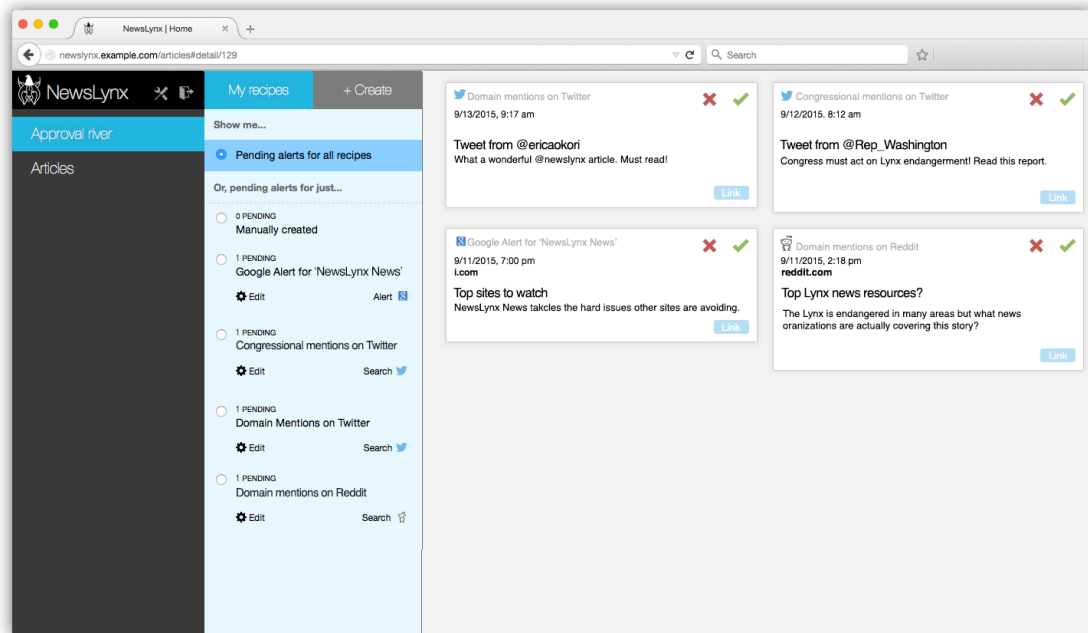 NewsLynx | Home
newslynx.example.com/articles#detail/129
Search
NewsLynx
Approval river
Articles
My recipes
+ Create
Show me...
Pending alerts for all recipes
Or, pending alerts for just...
0 PENDING
Manually created
1 PENDING
Google Alert for 'NewsLynx News'
Edit
Alert
1 PENDING
Congressional mentions on Twitter
Edit
Search
1 PENDING
Domain Mentions on Twitter
Edit
Search
1 PENDING
Domain mentions on Reddit
Edit
Search
Domain mentions on Twitter
9/13/2015, 9:17 am
Tweet from @ericaokori
What a wonderful @newslynx article. Must read!
Link
Congressional mentions on Twitter
9/12/2015. 8:12 am
Tweet from @Rep_Washington
Congress must act on Lynx endangerment! Read this report.
Link
Google Alert for 'NewsLynx News'
9/11/2015, 7:00 pm
i.com
Top sites to watch
NewsLynx News takcles the hard issues other sites are avoiding.
Link
Domain mentions on Reddit
9/11/2015, 2:18 pm
reddit.com
Top Lynx news resources?
The Lynx is endangered in many areas but what news
oranizations are actually covering this story?
Link